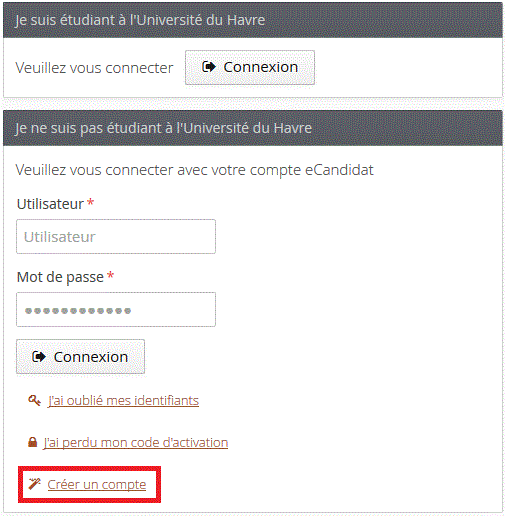 Je suis étudiant à l'Université du Havre
Veuillez vous connecter Connexion
Je ne suis pas étudiant à l'Université du Havre
Veuillez vous connecter avec votre compte eCandidat
Utilisateur *
Utilisateur
Mot de passe *
●●●●●●●●●●●●
Connexion
J'ai oublié mes identifiants
J'ai perdu mon code d'activation
Créer un compte